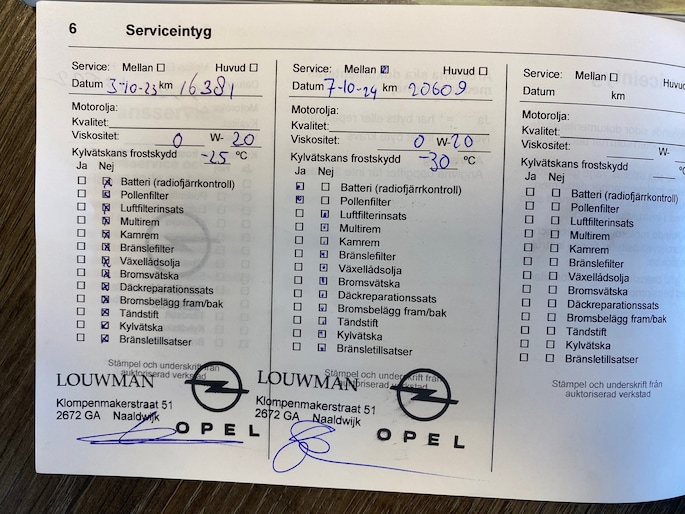 6 Serviceintyg
Service: Mellan ☐ Huvud ☐
Datum 3-10-23 km 16381
Motorolja:
Kvalitet:
Viskositet: 0 W- 20
Kylvätskans frostskydd -25 °C
Ja Nej
Batteri (radiofjärrkontroll)
Pollenfilter
Luftfilterinsats
Multirem
Kamrem
Bränslefilter
Växellådsolja
Bromsvätska
Däckreparationssats
Bromsbelägg fram/bak
Tändstift
Kylvätska
Bränsletillsatser
Stämpel och underskrift från
auktoriserad verkstad
LOUWMAN
Klompenmakerstraat 51
2672 GA Naaldwijk
OPEL
Service: Mellan ☑ Huvud ☐
Datum 7-10-24 km 20609
Motorolja:
Kvalitet:
Viskositet: 0 W- 20
Kylvätskans frostskydd -30 °C
Ja Nej
Batteri (radiofjärrkontroll)
Pollenfilter
Luftfilterinsats
Multirem
Kamrem
Bränslefilter
Växellådsolja
Bromsvätska
Däckreparationssats
Bromsbelägg fram/bak
Tändstift
Kylvätska
Bränsletillsatser
Stämpel och underskrift från
auktoriserad verkstad
LOUWMAN
Klompenmakerstraat 51
2672 GA Naaldwijk
OPEL
Service: Mellan ☐ Huvud ☐
Datum km
Motorolja:
Kvalitet:
Viskositet: W-
Kylvätskans frostskydd °C
Ja Nej
Batteri (radiofjärrkontroll)
Pollenfilter
Luftfilterinsats
Multirem
Kamrem
Bränslefilter
Växellådsolja
Bromsvätska
Däckreparationssats
Bromsbelägg fram/bak
Tändstift
Kylvätska
Bränsletillsatser
Stämpel och underskrift från
auktoriserad verkstad